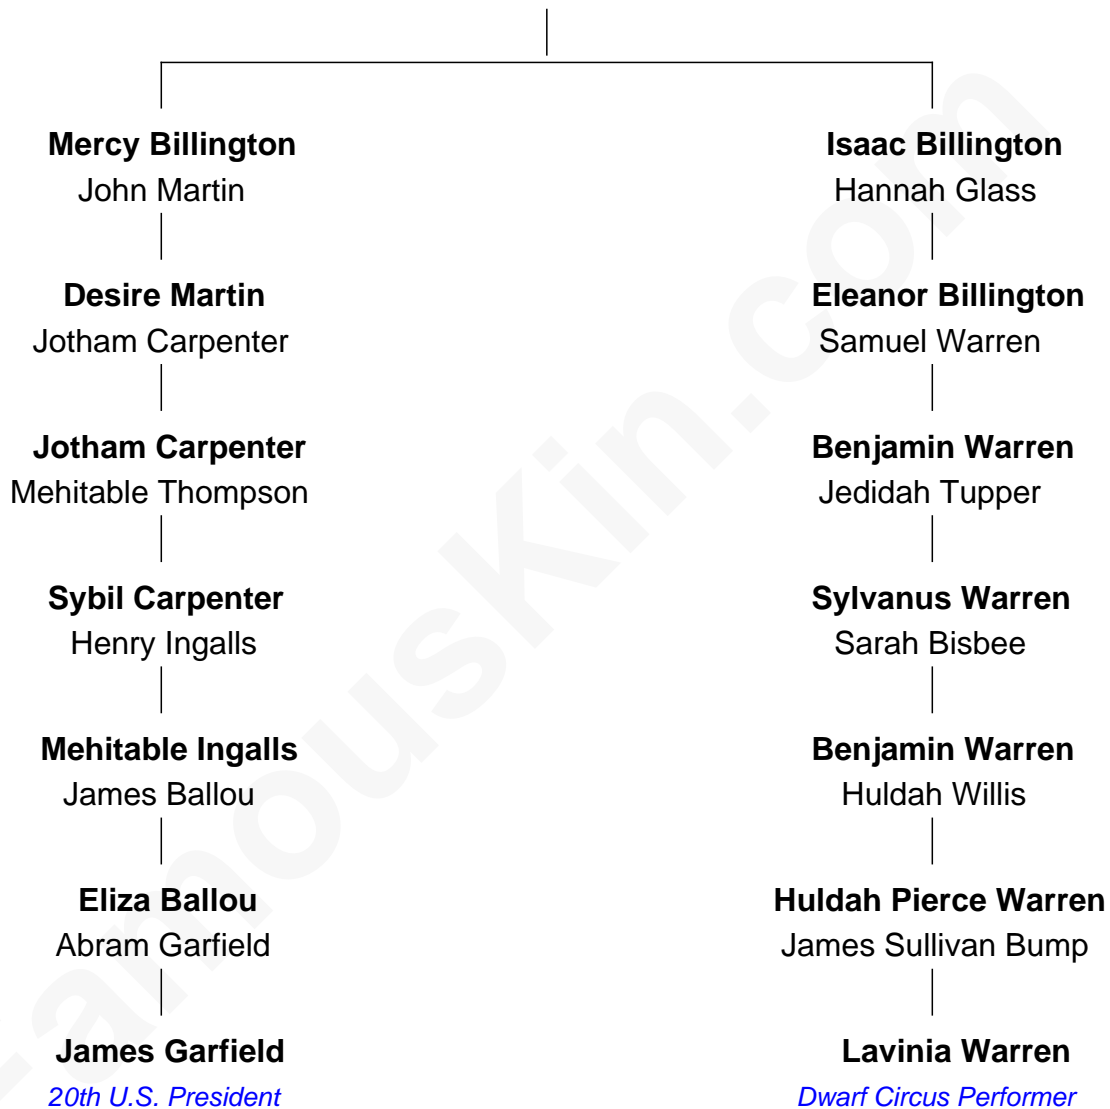 Mercy Billington
John Martin
Desire Martin
Jotham Carpenter
Jotham Carpenter
Mehitable Thompson
Sybil Carpenter
Henry Ingalls
Mehitable Ingalls
James Ballou
Eliza Ballou
Abram Garfield
James Garfield
20th U.S. President
Isaac Billington
Hannah Glass
Eleanor Billington
Samuel Warren
Benjamin Warren
Jedidah Tupper
Sylvanus Warren
Sarah Bisbee
Benjamin Warren
Huldah Willis
Huldah Pierce Warren
James Sullivan Bump
Lavinia Warren
Dwarf Circus Performer
FamousKin.com